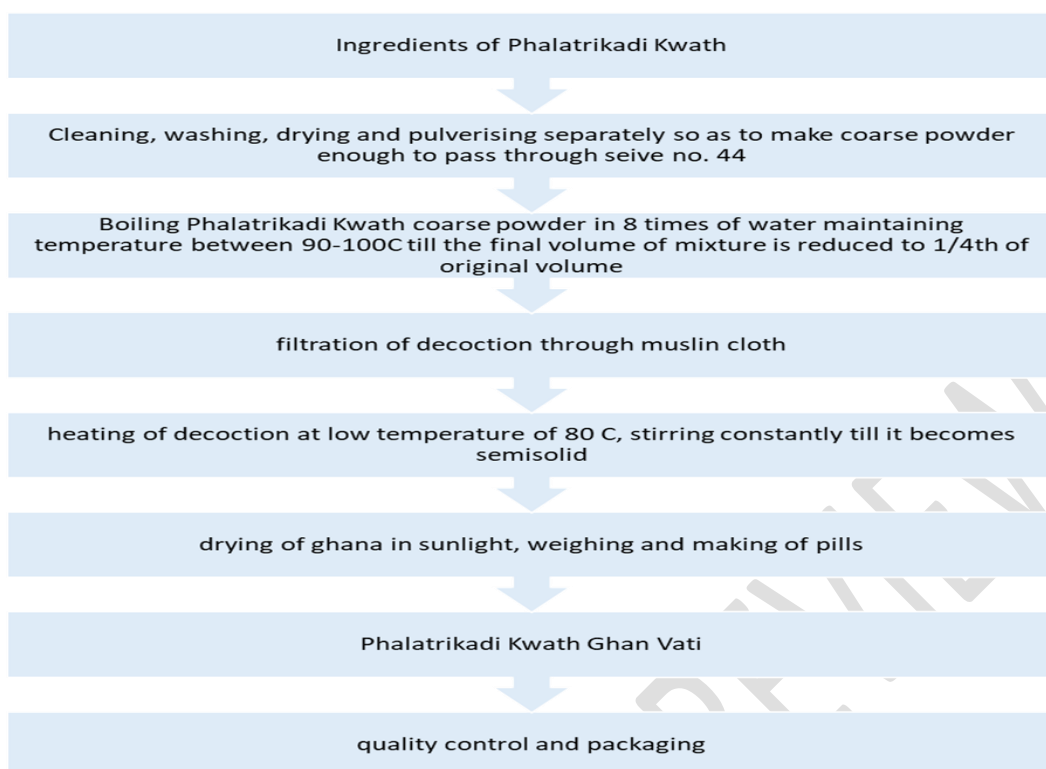 Ingredients of Phalatrikadi Kwath
Cleaning, washing, drying and pulverising separately so as to make coarse powder
enough to pass through seive no. 44
Boiling Phalatrikadi Kwath coarse powder in 8 times of water maintaining
temperature between 90-100C till the final volume of mixture is reduced to 1/4th of
original volume
filtration of decoction through muslin cloth
heating of decoction at low temperature of 80 C, stirring constantly till it becomes
semisolid
drying of ghana in sunlight, weighing and making of pills
Phalatrikadi Kwath Ghan Vati
quality control and packaging